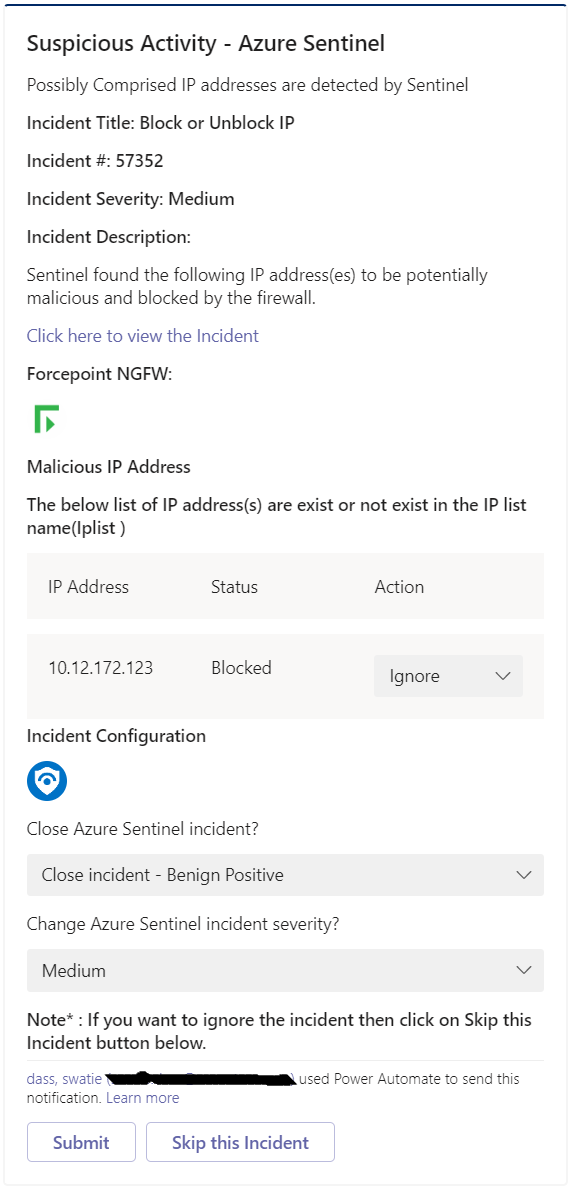 Suspicious Activity - Azure Sentinel
Possibly Comprised IP addresses are detected by Sentinel
Incident Title: Block or Unblock IP
Incident #: 57352
Incident Severity: Medium
Incident Description:
Sentinel found the following IP address(es) to be potentially
malicious and blocked by the firewall.
Click here to view the Incident
Forcepoint NGFW:
Malicious IP Address
The below list of IP address(s) are exist or not exist in the IP list
name(Iplist )
IP Address Status Action
10.12.172.123 Blocked Ignore
Incident Configuration
Close Azure Sentinel incident?
Close incident - Benign Positive
Change Azure Sentinel incident severity?
Medium
Note* : If you want to ignore the incident then click on Skip this
Incident button below.
dass, swatie ( ) used Power Automate to send this
notification. Learn more
Submit Skip this Incident